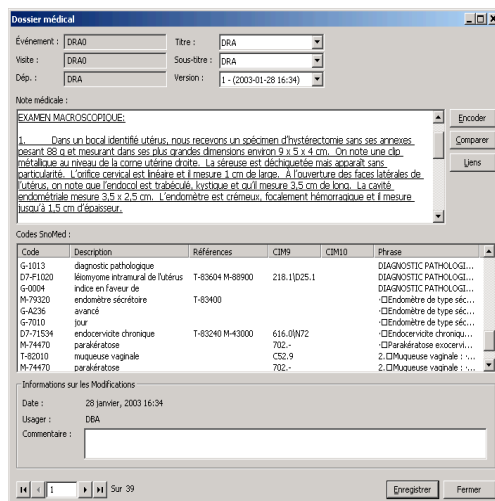 Dossier médical
Événement : DRA0 Titre : DRA
Visite : DRA0 Sous-titre : DRA
Dép. : DRA Version : 1 - (2003-01-28 16:34)
Note médicale :
EXAMEN MACROSCOPIQUE:
1. Dans un bocal identifié utérus, nous recevons un spécimen d'hystérectomie sans ses annexes
pesant 88 g et mesurant dans ses plus grandes dimensions environ 9 x 5 x 4 cm. On note une clip
métallique au niveau de la corne utérine droite. La séreuse est déchiquetée mais apparaît sans
particularité. L'orifice cervical est linéaire et il mesure 1 cm de large. À l'ouverture des faces latérales de
l'utérus, on note que l'endocol est trabéculé, kystique et qu'il mesure 3,5 cm de long. La cavité
endométriale mesure 3,5 x 2,5 cm. L'endomètre est crémeux, focalement hémorragique et il mesure
jusqu'à 1,5 cm d'épaisseur.
Encoder
Comparer
Liens
Codes SnoMed :
Code Description Références CIM9 CIM10 Phrase
G-1013 diagnostic pathologique DIAGNOSTIC PATHOLOGI...
D7-F1020 léiomyome intramural de l'utérus T-83604 M-88900 218.1\D25.1 DIAGNOSTIC PATHOLOGI...
G-0004 indice en faveur de DIAGNOSTIC PATHOLOGI...
M-79320 endomètre sécrétoire T-83400 -□Endomètre de type séc...
G-A236 avancé -□Endomètre de type séc...
G-7010 jour -□Endomètre de type séc...
D7-71534 endocervicite chronique T-83240 M-43000 616.0\N72 -□Endocervicite chroniqu...
M-74470 parakératose 702.- -□Parakératose exocervi...
T-82010 muqueuse vaginale C52.9 2.□Muqueuse vaginale : -...
M-74470 parakératose 702.- 2.□Muqueuse vaginale : -...
Informations sur les Modifications
Date : 28 janvier, 2003 16:34
Usager : DBA
Commentaire :
1 Sur 39 Enregistrer Fermer